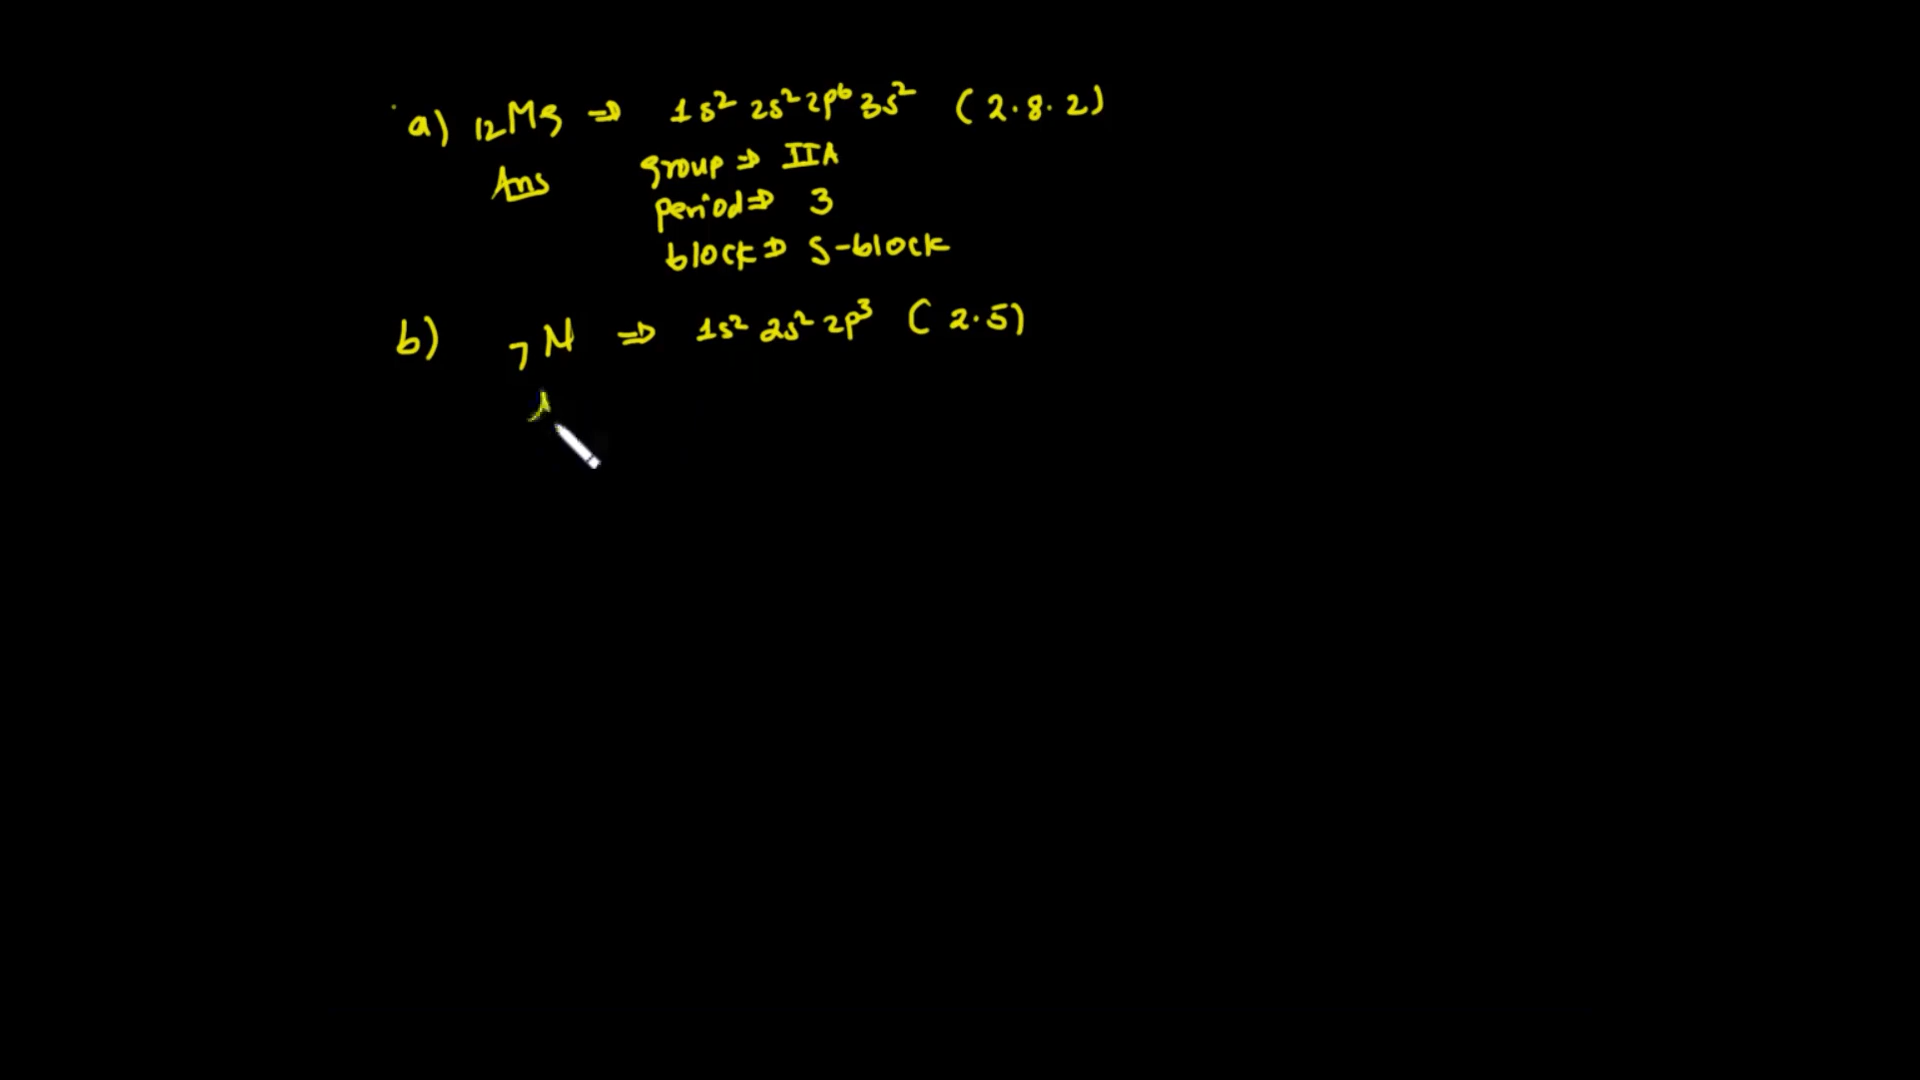 a) ₁₂Mg ⇒ 1s² 2s² 2p⁶ 3s² (2.8.2)
Ans group ⇒ IIA
period ⇒ 3
block ⇒ S-block
b) ₇N ⇒ 1s² 2s² 2p³ (2.5)